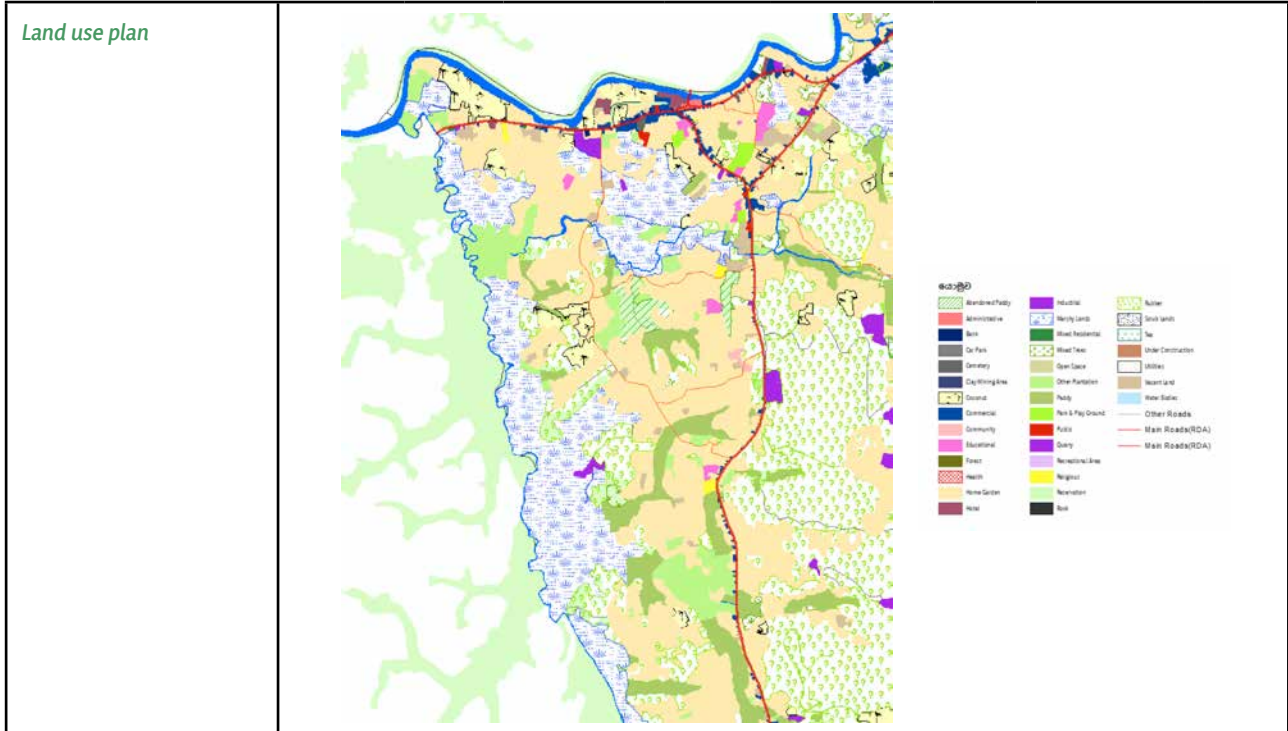 Land use plan
යොමුව
Abandoned Paddy
Administrative
Bank
Car Park
Cemetery
Clay Mining Area
Coconut
Commercial
Community
Educational
Forest
Health
Home Garden
Hotel
Industrial
Marshy Lands
Mixed Residential
Mixed Trees
Open Space
Other Plantation
Paddy
Park & Play Ground
Public
Quarry
Recreational Area
Religious
Reservation
Rock
Rubber
Scrub Lands
Tea
Under Construction
Utilities
Vacant Land
Water Bodies
Other Roads
Main Roads(RDA)
Main Roads(RDA)